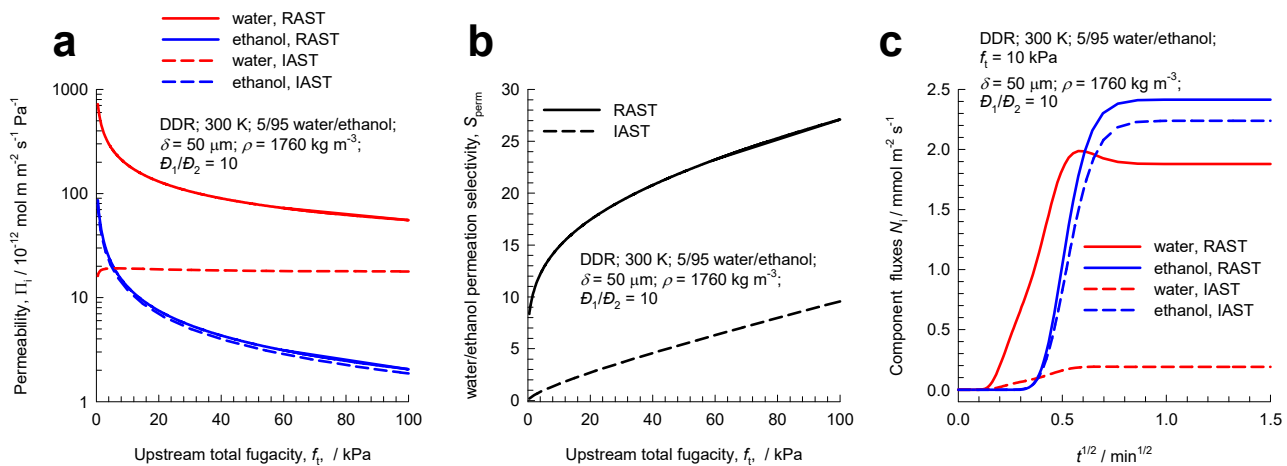 a
water, RAST
ethanol, RAST
water, IAST
ethanol, IAST
DDR; 300 K; 5/95 water/ethanol;
δ = 50 μm; ρ = 1760 kg m⁻³;
Đ₁/Đ₂ = 10
Permeability, Πᵢ / 10⁻¹² mol m m⁻² s⁻¹ Pa⁻¹
1000
100
10
1
0 20 40 60 80 100
Upstream total fugacity, fₜ, / kPa
b
RAST
IAST
DDR; 300 K; 5/95 water/ethanol;
δ = 50 μm; ρ = 1760 kg m⁻³;
Đ₁/Đ₂ = 10
water/ethanol permeation selectivity, Sperm
30
25
20
15
10
5
0
0 20 40 60 80 100
Upstream total fugacity, fₜ, / kPa
c
DDR; 300 K; 5/95 water/ethanol;
fₜ = 10 kPa
δ = 50 μm; ρ = 1760 kg m⁻³;
Đ₁/Đ₂ = 10
Component fluxes Nᵢ / mmol m⁻² s⁻¹
2.5
2.0
1.5
1.0
0.5
0.0
water, RAST
ethanol, RAST
water, IAST
ethanol, IAST
0.0 0.5 1.0 1.5
t¹ᐟ² / min¹ᐟ²